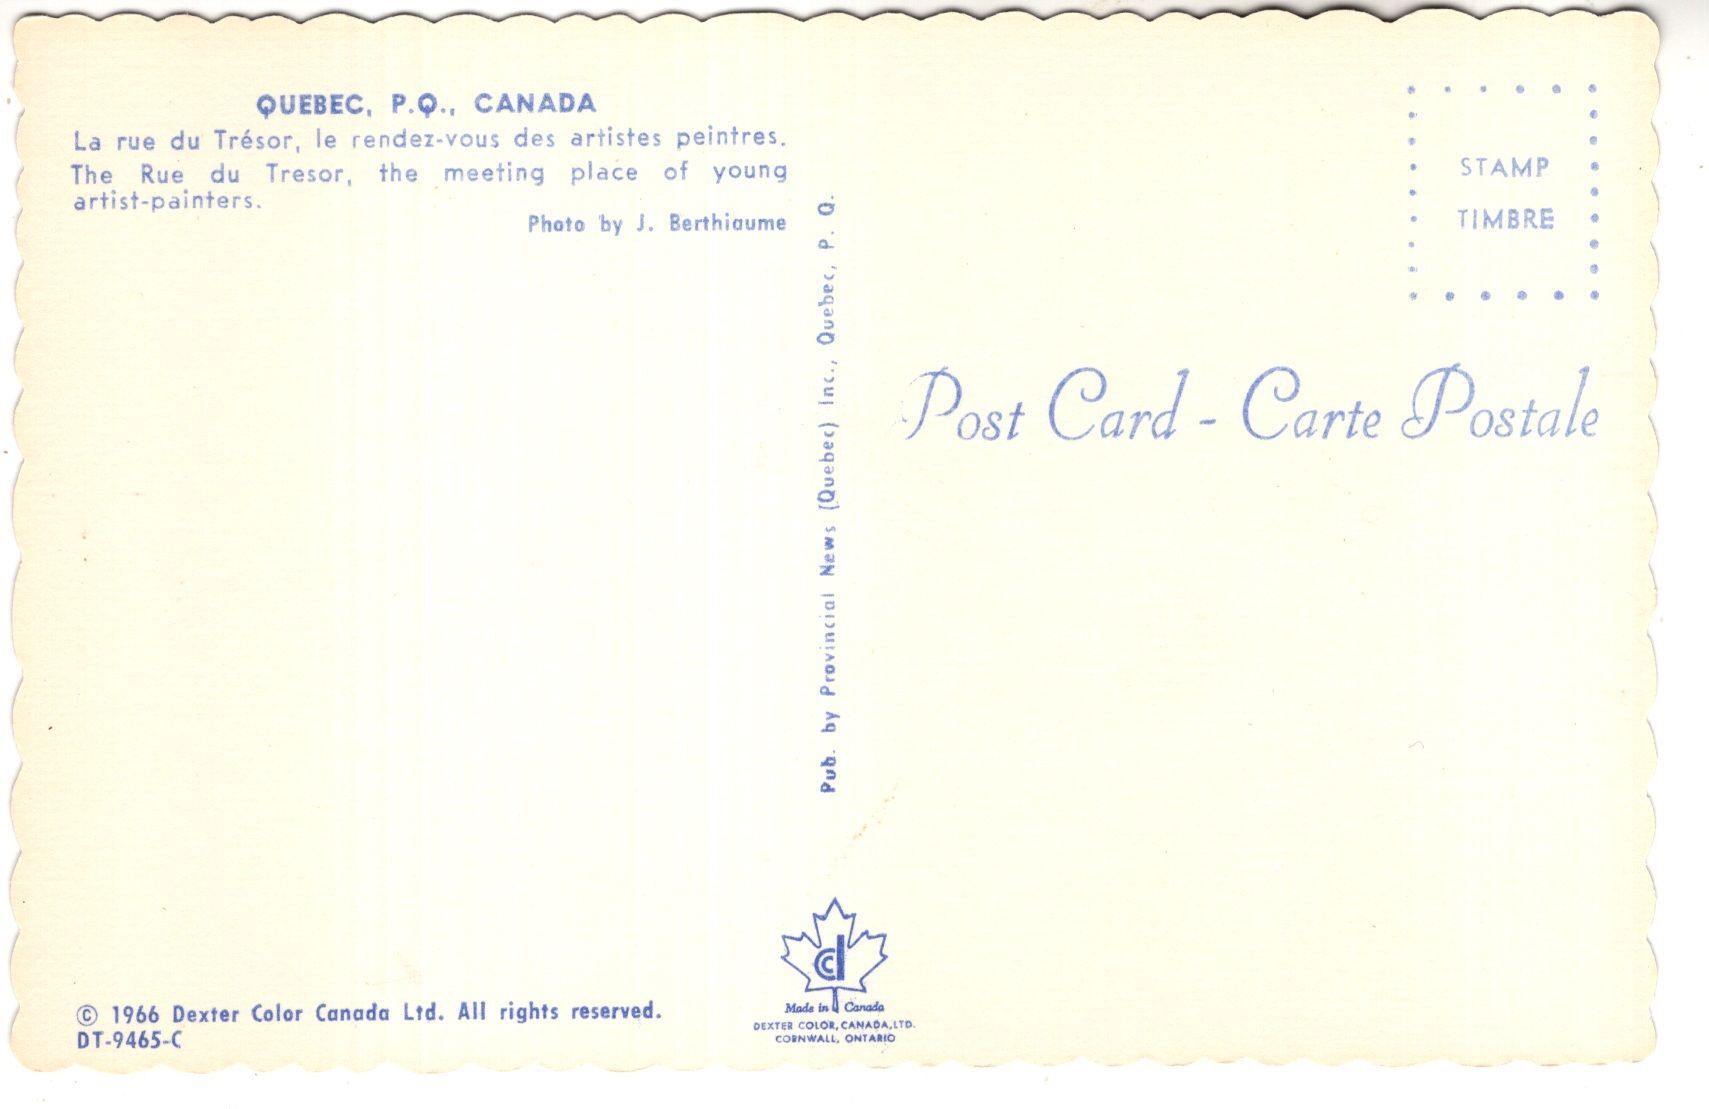 QUEBEC, P.Q., CANADA
La rue du Trésor, le rendez-vous des artistes peintres.
The Rue du Tresor, the meeting place of young
artist-painters.
Photo by J. Berthiaume
Pub. by Provincial News (Quebec) Inc., Quebec, P. Q.
STAMP
TIMBRE
Post Card - Carte Postale
© 1966 Dexter Color Canada Ltd. All rights reserved.
DT-9465-C
dcc
Made in Canada
DEXTER COLOR, CANADA, LTD.
CORNWALL, ONTARIO